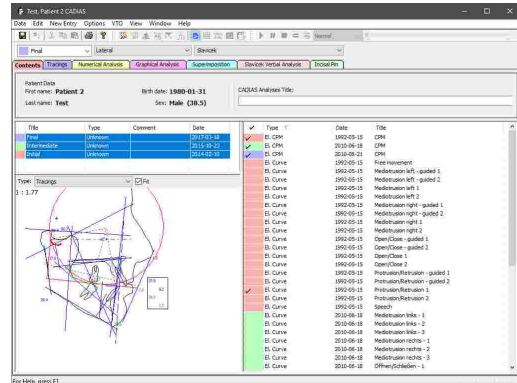 Test, Patient 2 CADIAS
Date Edit New Entry Options VTO View Window Help
Normal
Final Lateral Slavicek
Contents Tracings Numerical Analysis Graphical Analysis Superimposition Slavicek Verbal Analysis Incisal Pin
Patient Data
First name: Patient 2 Birth date: 1980-01-31 CADIAS Analyses Title:
Last name: Test Sex: Male (38.5)
Title Type Comment Date
Final Unknown 2017-03-18
Intermediate Unknown 2015-10-22
Initial Unknown 2014-02-10
Type: Tracings Fit
1 : 1.77
Type Date Title
El. CPM 1992-05-15 CPM
El. CPM 2010-06-18 CPM
El. CPM 2010-06-21 CPM
El. Curve 1992-05-15 Free movement
El. Curve 1992-05-15 Mediotrusion left - guided 1
El. Curve 1992-05-15 Mediotrusion left - guided 2
El. Curve 1992-05-15 Mediotrusion left 1
El. Curve 1992-05-15 Mediotrusion left 2
El. Curve 1992-05-15 Mediotrusion right - guided 1
El. Curve 1992-05-15 Mediotrusion right - guided 2
El. Curve 1992-05-15 Mediotrusion right 1
El. Curve 1992-05-15 Mediotrusion right 2
El. Curve 1992-05-15 Open/Close - guided 1
El. Curve 1992-05-15 Open/Close - guided 2
El. Curve 1992-05-15 Open/Close 1
El. Curve 1992-05-15 Open/Close 2
El. Curve 1992-05-15 Protrusion/Retrusion - guided 1
El. Curve 1992-05-15 Protrusion/Retrusion - guided 2
El. Curve 1992-05-15 Protrusion/Retrusion 1
El. Curve 1992-05-15 Protrusion/Retrusion 2
El. Curve 1992-05-15 Speech
El. Curve 2010-06-18 Mediotrusion links - 1
El. Curve 2010-06-18 Mediotrusion links - 2
El. Curve 2010-06-18 Mediotrusion links - 3
El. Curve 2010-06-18 Mediotrusion rechts - 1
El. Curve 2010-06-18 Mediotrusion rechts - 2
El. Curve 2010-06-18 Mediotrusion rechts - 3
El. Curve 2010-06-18 Öffnen/Schließen - 1
For Help, press F1